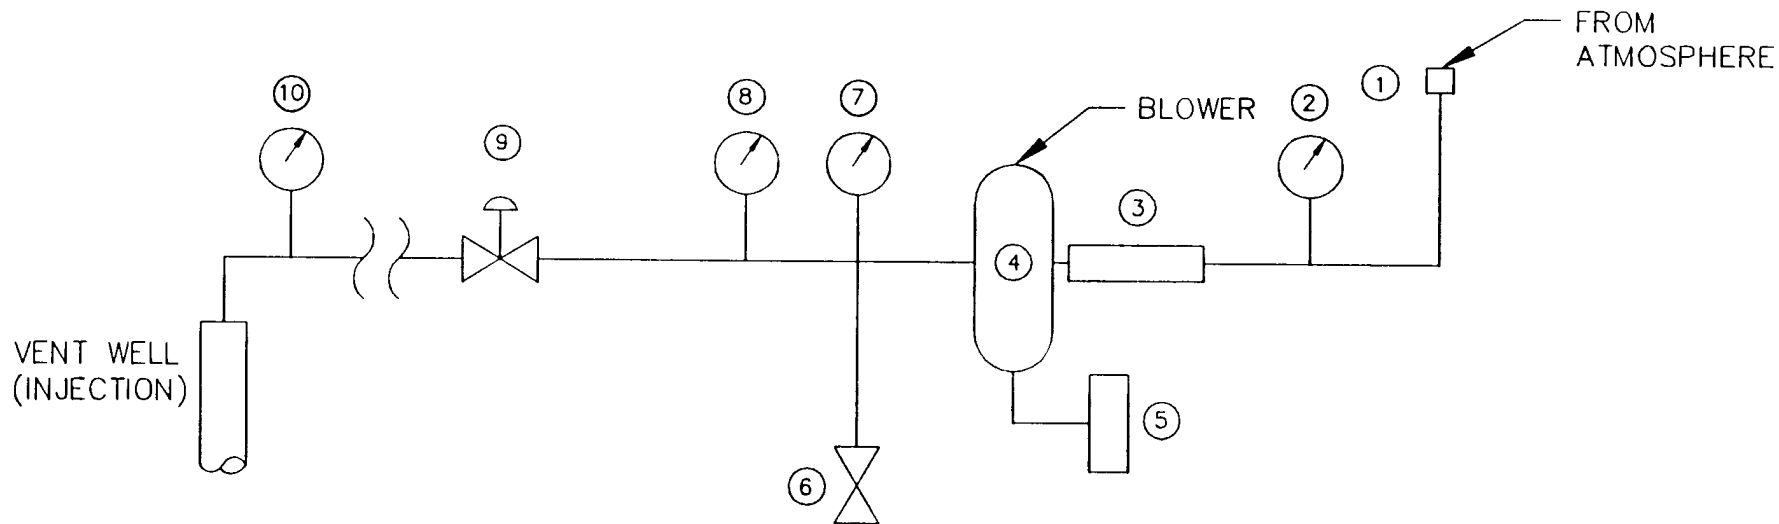 FROM
ATMOSPHERE
1
2
BLOWER
3
4
5
6
7
8
9
10
VENT WELL
(INJECTION)